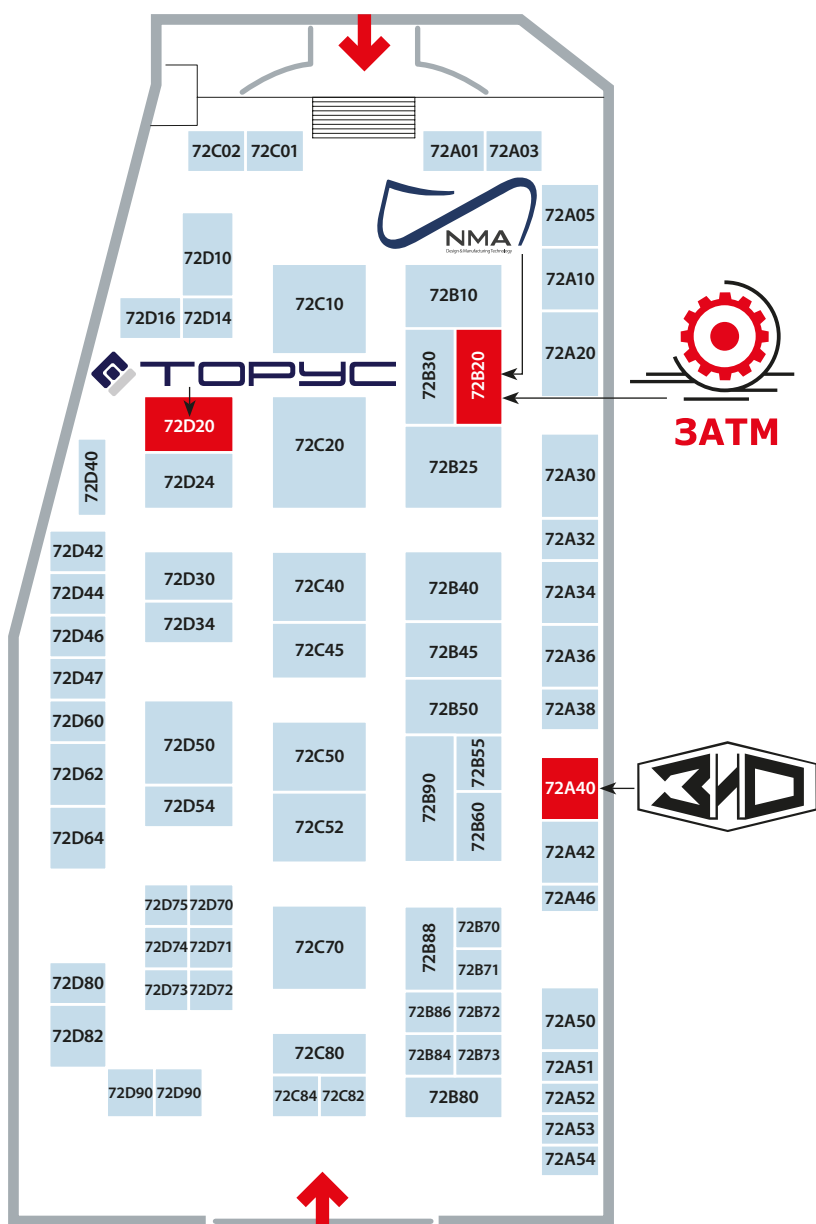 72C02 72C01 72A01 72A03
72A05
NMA
Design & Manufacturing Technology
72D10
72C10
72B10
72A10
72D16 72D14
72A20
72B30
72B20
ТОРУС
ЗАТМ
72D20
72C20
72D40
72D24
72B25
72A30
72D42
72A32
72D30
72C40
72B40
72D44
72A34
72D34
72D46
72C45
72B45
72A36
72D47
72B50
72A38
72D60
72D50
72C50
72B90
72B55
72D62
72A40
ЗИО
72D54
72C52
72B60
72D64
72A42
72A46
72D75 72D70
72B70
72D74 72D71
72C70
72B88
72B71
72D80
72D73 72D72
72B86 72B72
72A50
72D82
72C80
72B84 72B73
72A51
72D90 72D90
72C84 72C82
72B80
72A52
72A53
72A54